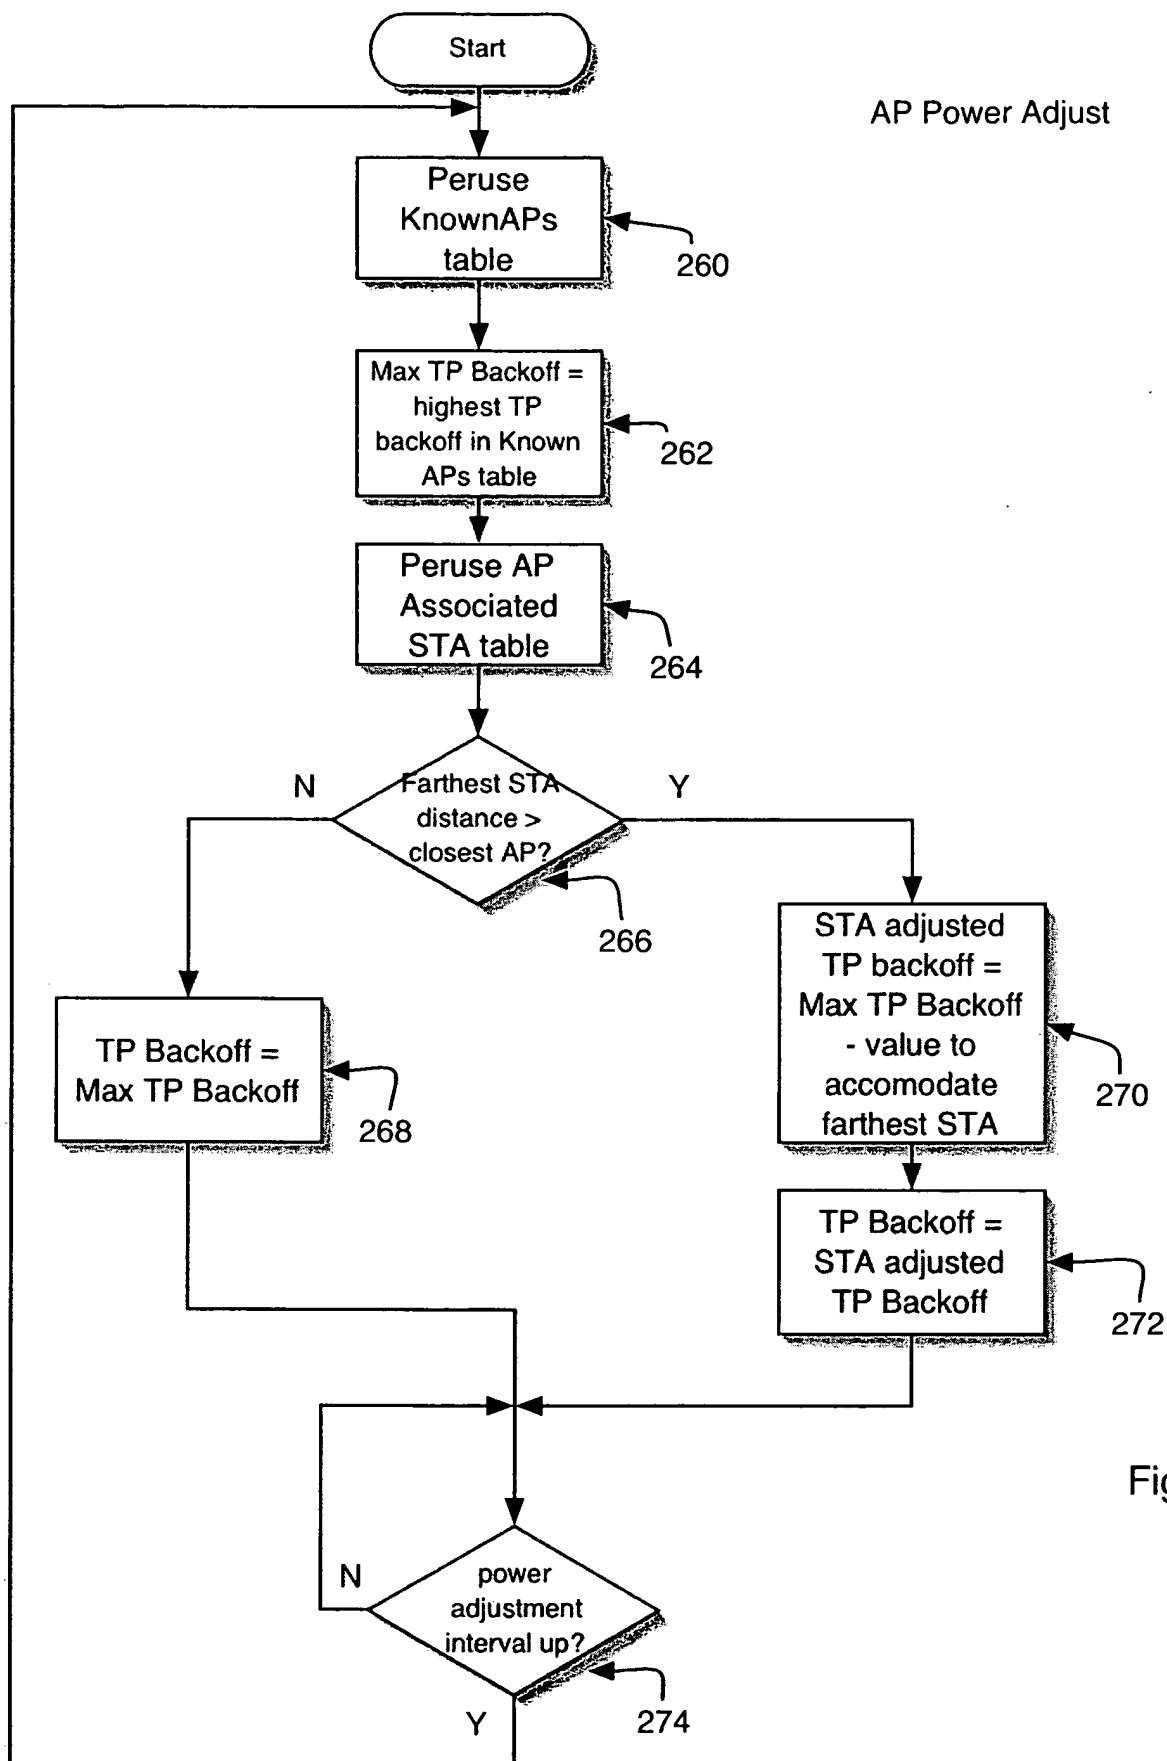 Start
AP Power Adjust
Peruse
KnownAPs
table
260
Max TP Backoff =
highest TP
backoff in Known
APs table
262
Peruse AP
Associated
STA table
264
N
Farthest STA
distance >
closest AP?
Y
266
STA adjusted
TP backoff =
Max TP Backoff
- value to
accomodate
farthest STA
270
TP Backoff =
Max TP Backoff
268
TP Backoff =
STA adjusted
TP Backoff
272
Fig
N
power
adjustment
interval up?
274
Y